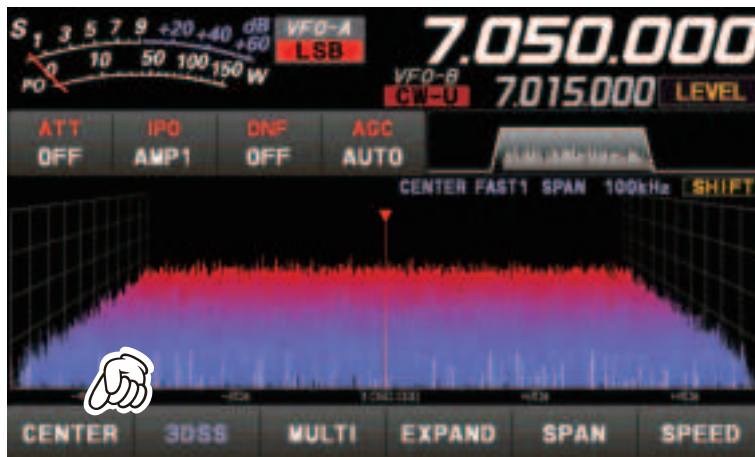 S 1 3 5 7 9 +20 +40 +60 dB
PO 0 10 50 100 150 W
VFO-A
LSB
7.050.000
VFO-B
CW-U
7.015.000
LEVEL
ATT IPO DNF AGC
OFF AMP1 OFF AUTO
CENTER FAST1 SPAN 100kHz SHIFT
CENTER 3DSS MULTI EXPAND SPAN SPEED